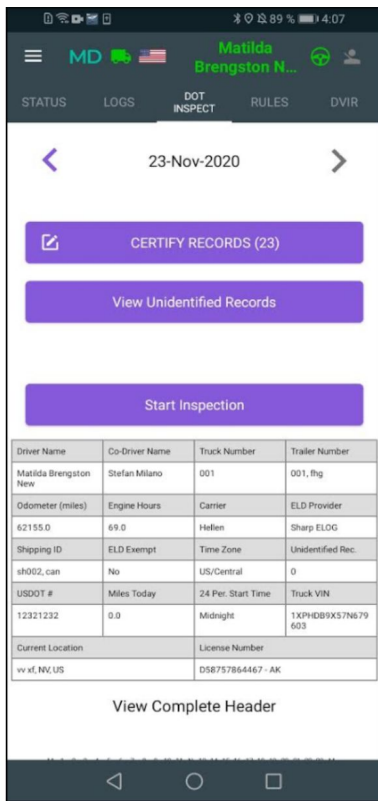 89 % 4:07
MD Matilda
Brengston N...
STATUS LOGS DOT
INSPECT RULES DVIR
23-Nov-2020
CERTIFY RECORDS (23)
View Unidentified Records
Start Inspection
Driver Name Co-Driver Name Truck Number Trailer Number
Matilda Brengston
New Stefan Milano 001 001, fhg
Odometer (miles) Engine Hours Carrier ELD Provider
62155.0 69.0 Hellen Sharp ELOG
Shipping ID ELD Exempt Time Zone Unidentified Rec.
sh002, can No US/Central 0
USDOT # Miles Today 24 Per. Start Time Truck VIN
12321232 0.0 Midnight 1XPHDB9X57N679
603
Current Location License Number
vv xf, NV, US D58757864467 - AK
View Complete Header